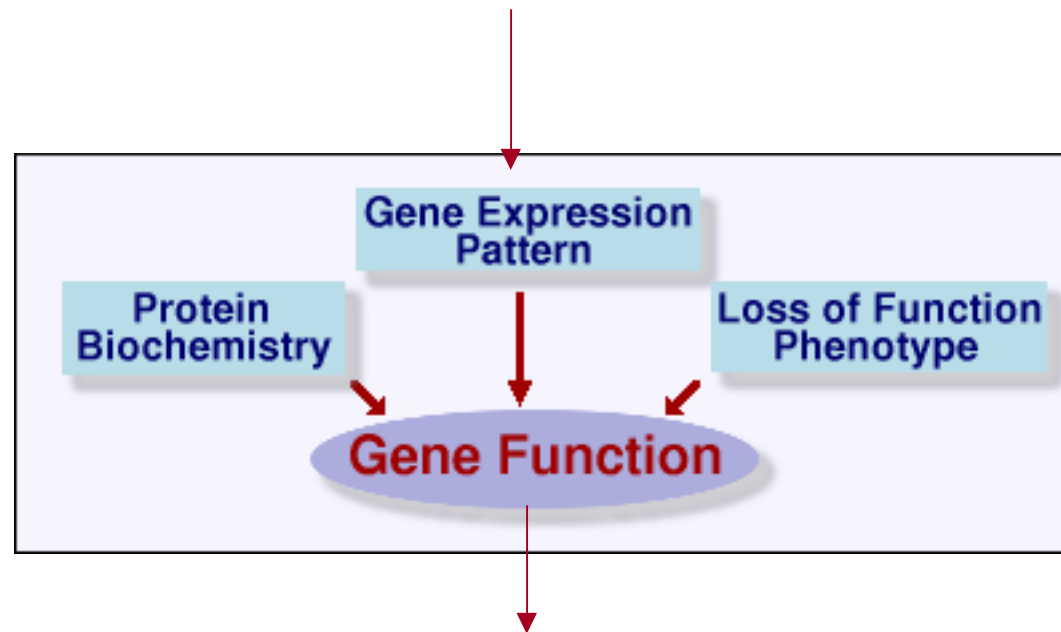 Gene Expression
Pattern
Protein
Biochemistry
Loss of Function
Phenotype
Gene Function